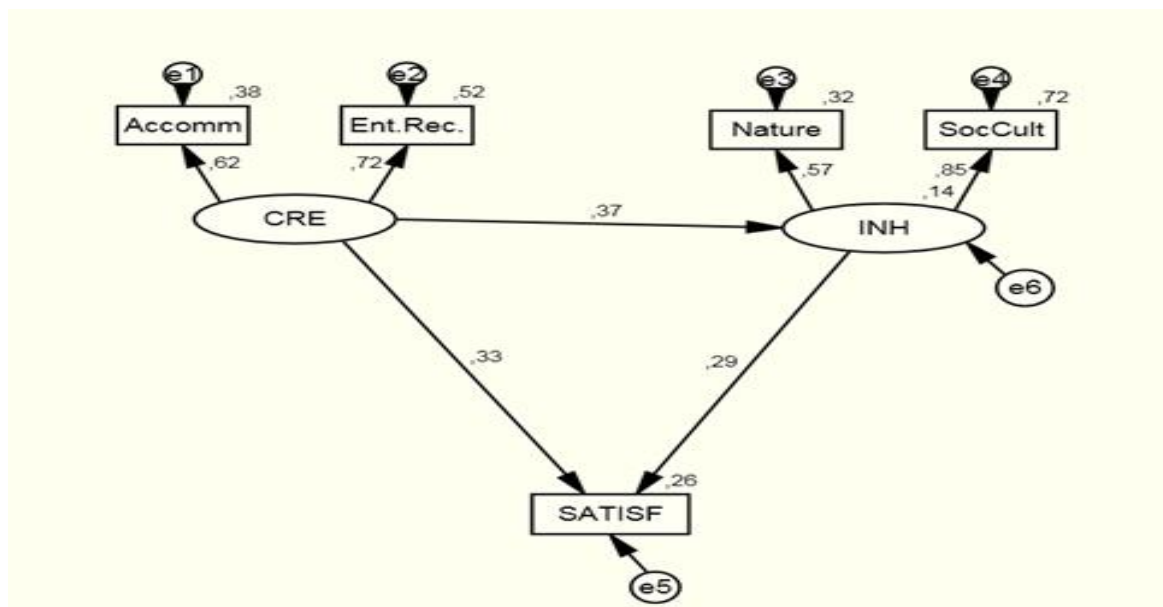 e1
,38
e2
,52
e3
,32
e4
,72
Accomm
Ent.Rec.
Nature
SocCult
,62
,72
,57
,85
,14
CRE
,37
INH
e6
,33
,29
,26
SATISF
e5